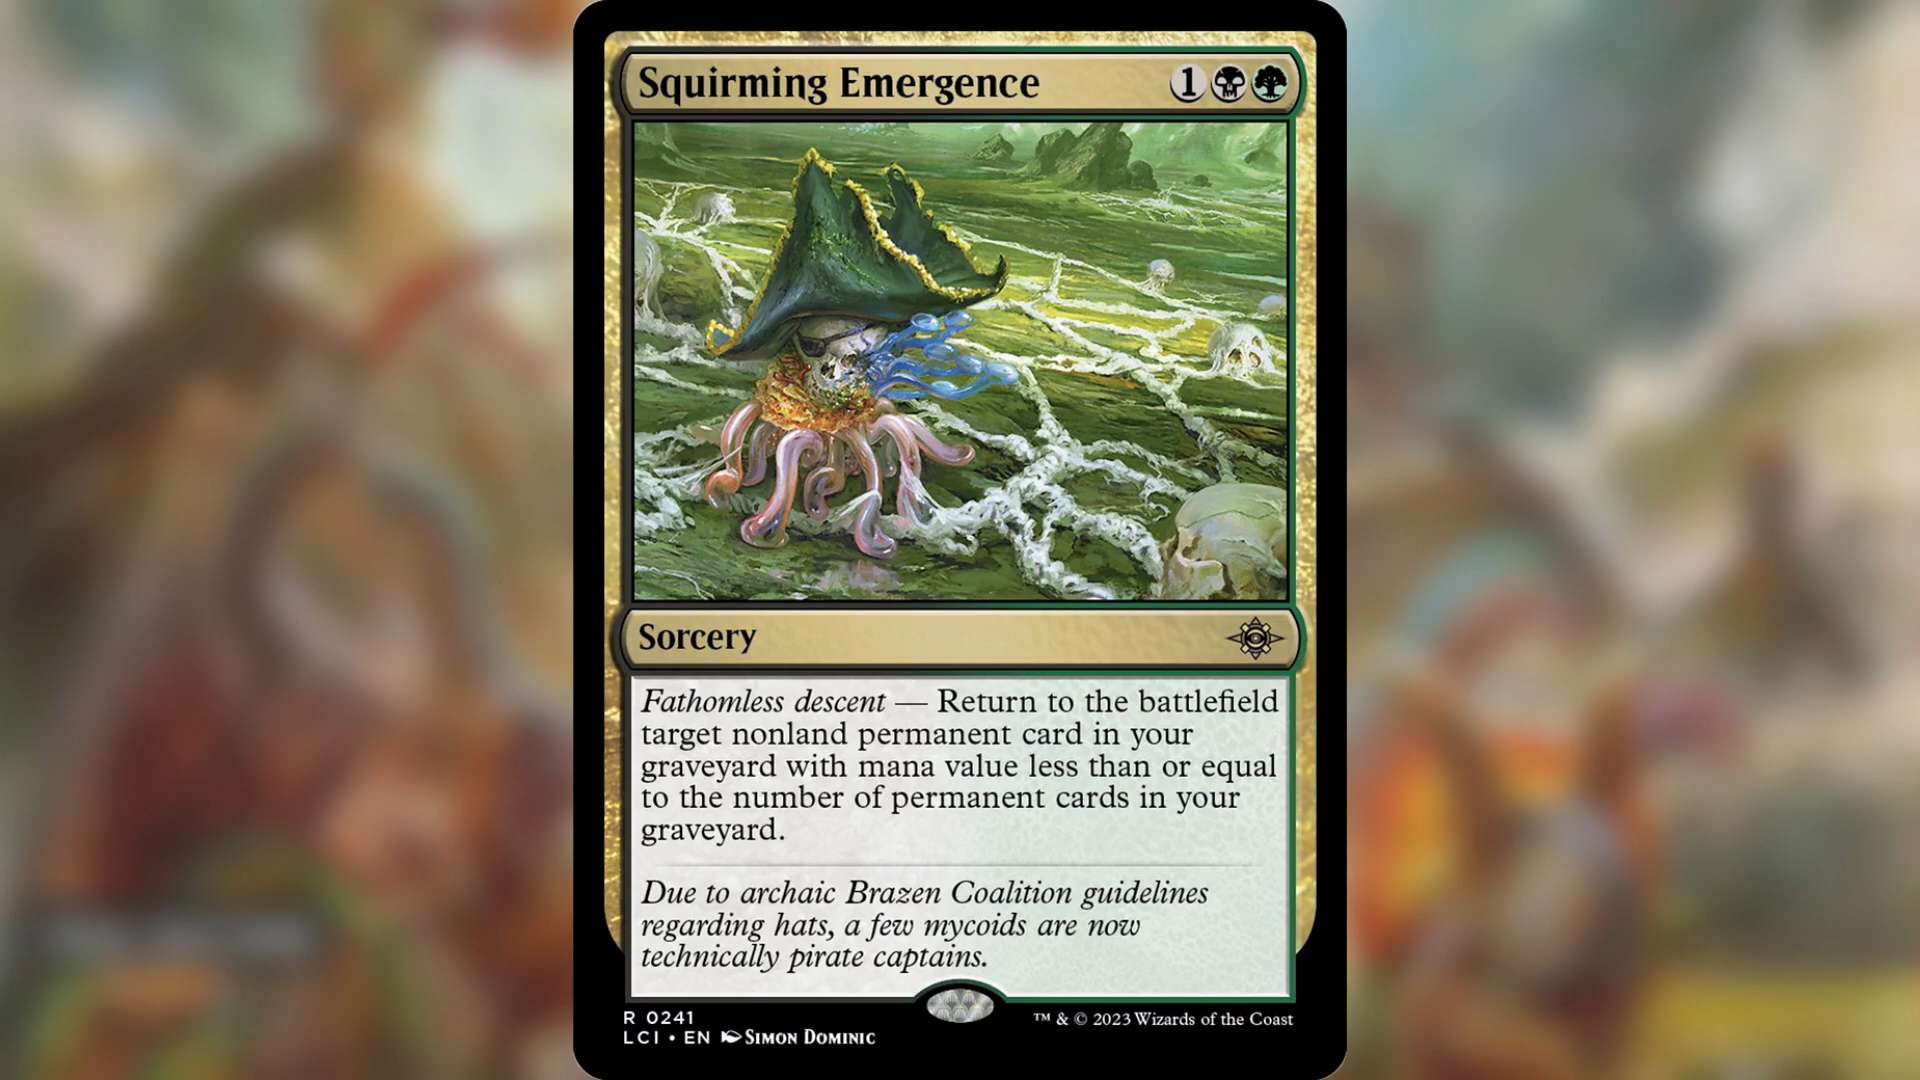 Squirming Emergence 1
Sorcery
Fathomless descent — Return to the battlefield
target nonland permanent card in your
graveyard with mana value less than or equal
to the number of permanent cards in your
graveyard.
Due to archaic Brazen Coalition guidelines
regarding hats, a few mycoids are now
technically pirate captains.
R 0241
LCI • EN SIMON DOMINIC
™ & © 2023 Wizards of the Coast